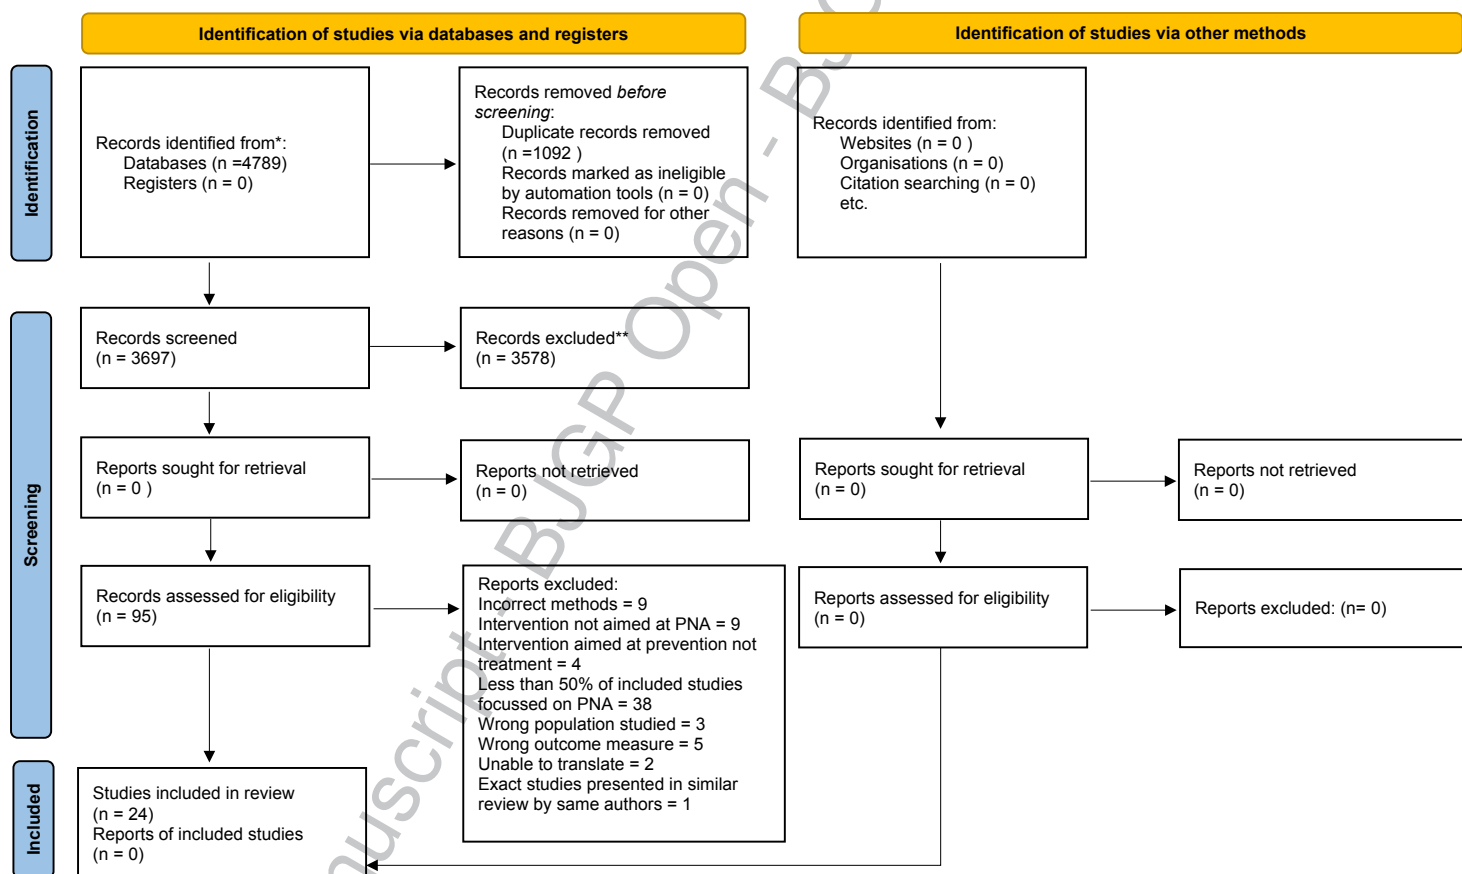 Identification of studies via databases and registers
Identification of studies via other methods
Identification
Records identified from*:
Databases (n =4789)
Registers (n = 0)
Records removed before
screening:
Duplicate records removed
(n =1092 )
Records marked as ineligible
by automation tools (n = 0)
Records removed for other
reasons (n = 0)
Records identified from:
Websites (n = 0 )
Organisations (n = 0)
Citation searching (n = 0)
etc.
Screening
Records screened
(n = 3697)
Records excluded**
(n = 3578)
Reports sought for retrieval
(n = 0 )
Reports not retrieved
(n = 0)
Reports sought for retrieval
(n = 0)
Reports not retrieved
(n = 0)
Records assessed for eligibility
(n = 95)
Reports excluded:
Incorrect methods = 9
Intervention not aimed at PNA = 9
Intervention aimed at prevention not
treatment = 4
Less than 50% of included studies
focussed on PNA = 38
Wrong population studied = 3
Wrong outcome measure = 5
Unable to translate = 2
Exact studies presented in similar
review by same authors = 1
Reports assessed for eligibility
(n = 0)
Reports excluded: (n= 0)
Included
Studies included in review
(n = 24)
Reports of included studies
(n = 0)
nuscript - BJGP Open - BJG